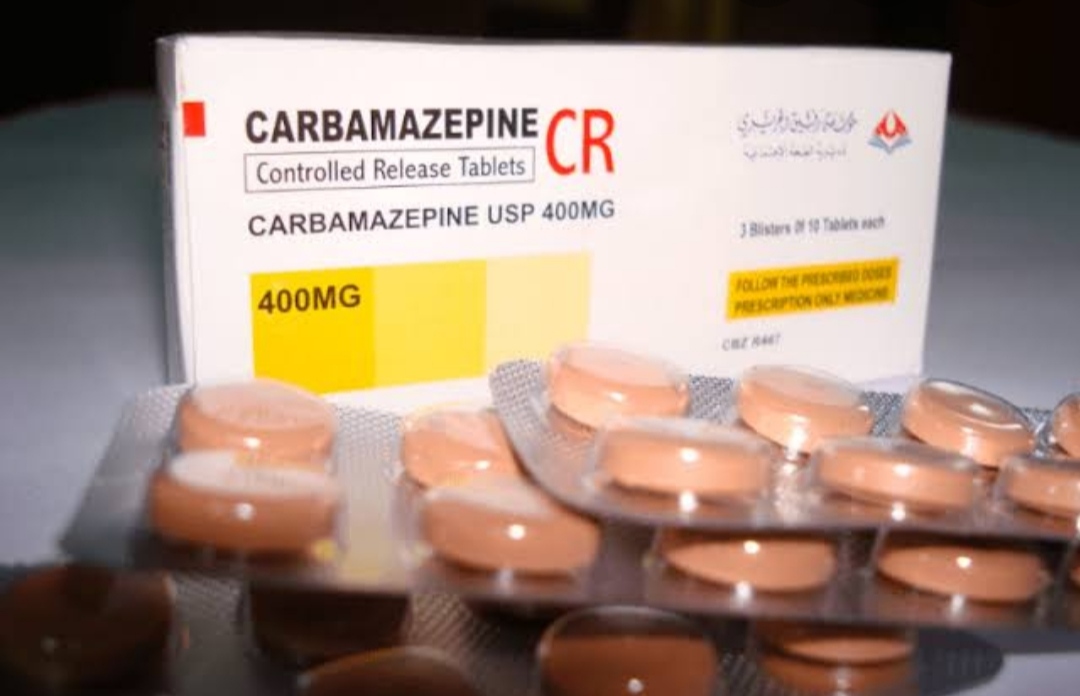 CARBAMAZEPINE CR
Controlled Release Tablets
CARBAMAZEPINE USP 400MG
400MG
3 Blisters Of 10 Tablets each
FOLLOW THE PRESCRIBED DOSES
PRESCRIPTION ONLY MEDICINE
CBZ